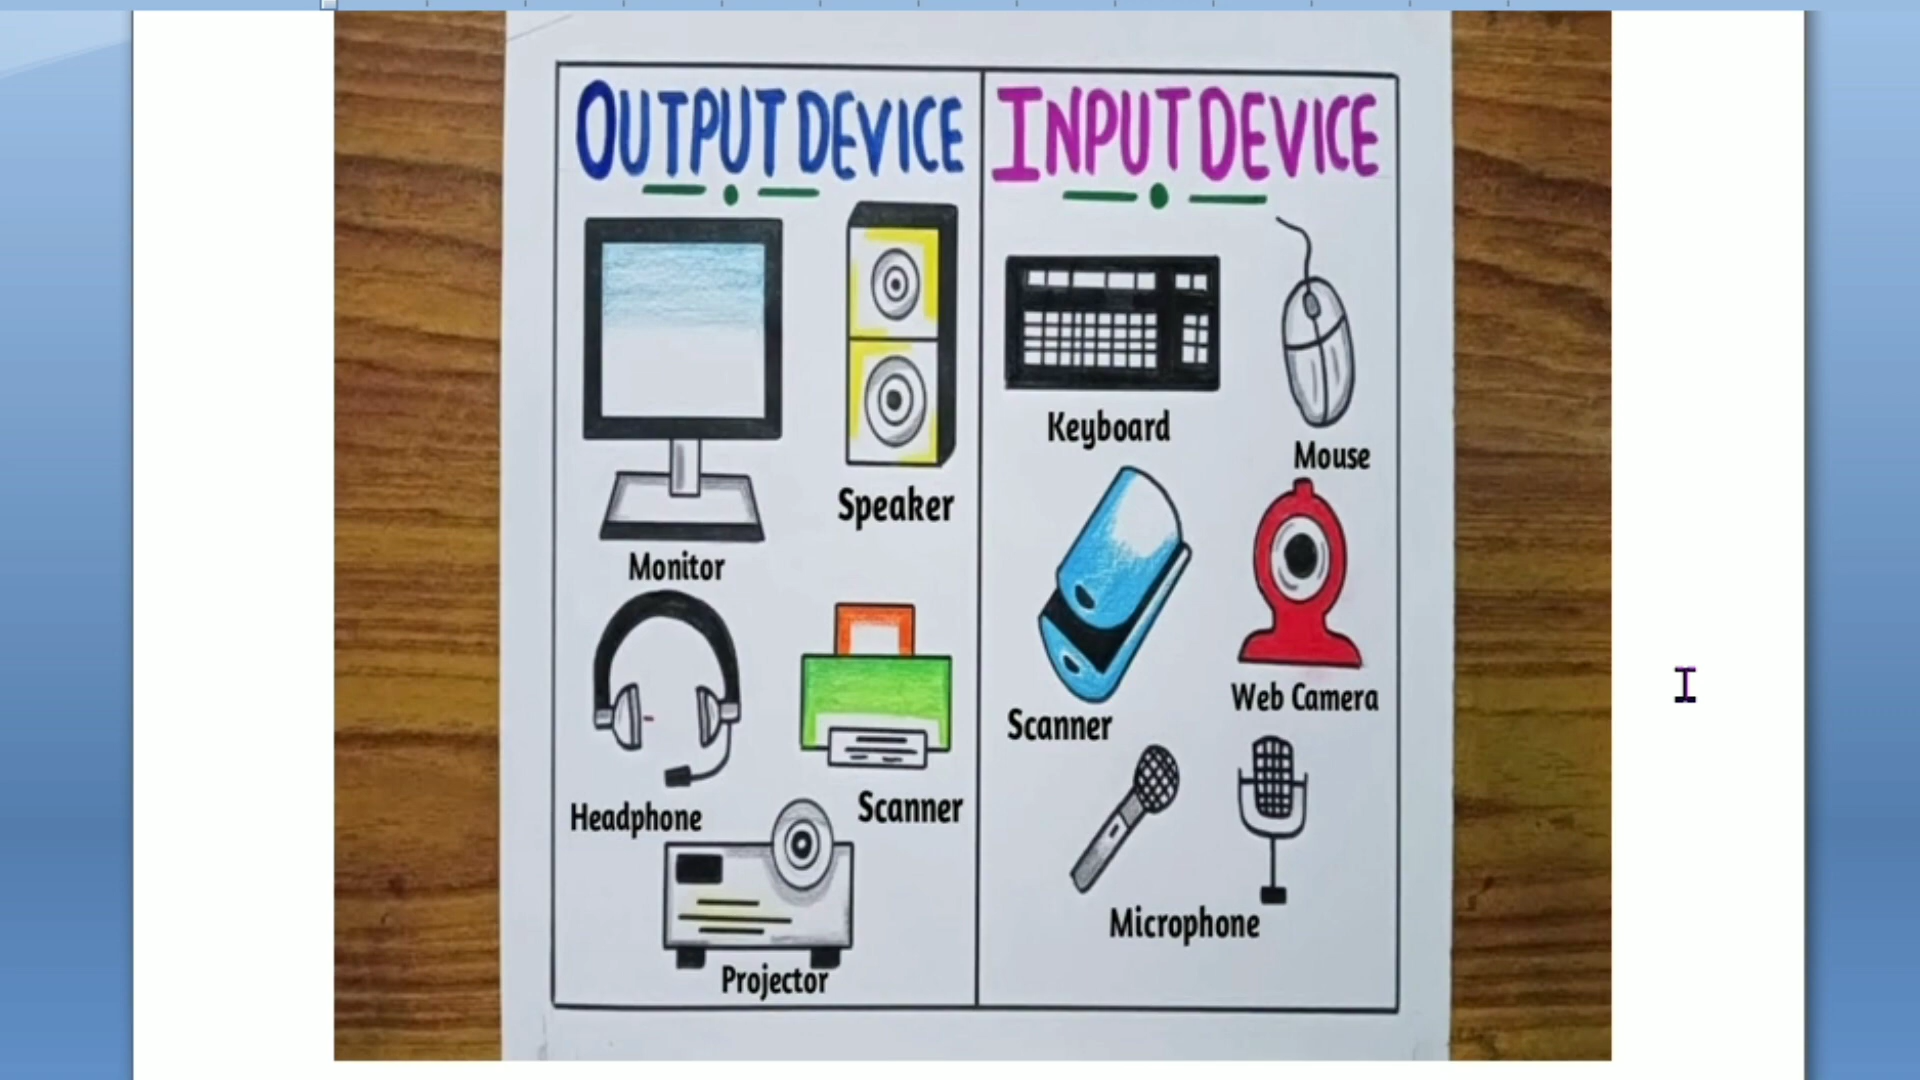 OUTPUT DEVICE
Monitor
Speaker
Headphone
Scanner
Projector
INPUT DEVICE
Keyboard
Mouse
Scanner
Web Camera
Microphone